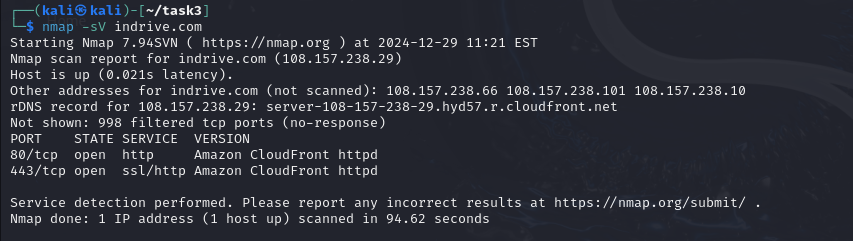 ┌──(kali㉿kali)-[~/task3]
└─$ nmap -sV indrive.com
Starting Nmap 7.94SVN ( https://nmap.org ) at 2024-12-29 11:21 EST
Nmap scan report for indrive.com (108.157.238.29)
Host is up (0.021s latency).
Other addresses for indrive.com (not scanned): 108.157.238.66 108.157.238.101 108.157.238.10
rDNS record for 108.157.238.29: server-108-157-238-29.hyd57.r.cloudfront.net
Not shown: 998 filtered tcp ports (no-response)
PORT    STATE SERVICE  VERSION
80/tcp  open  http     Amazon CloudFront httpd
443/tcp open  ssl/http Amazon CloudFront httpd

Service detection performed. Please report any incorrect results at https://nmap.org/submit/ .
Nmap done: 1 IP address (1 host up) scanned in 94.62 seconds